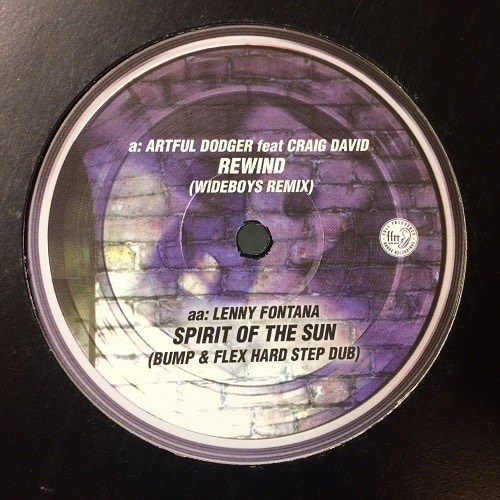 a: ARTFUL DODGER feat CRAIG DAVID
REWIND
(WIDEBOYS REMIX)
ffrr
aa: LENNY FONTANA
SPIRIT OF THE SUN
(BUMP & FLEX HARD STEP DUB)